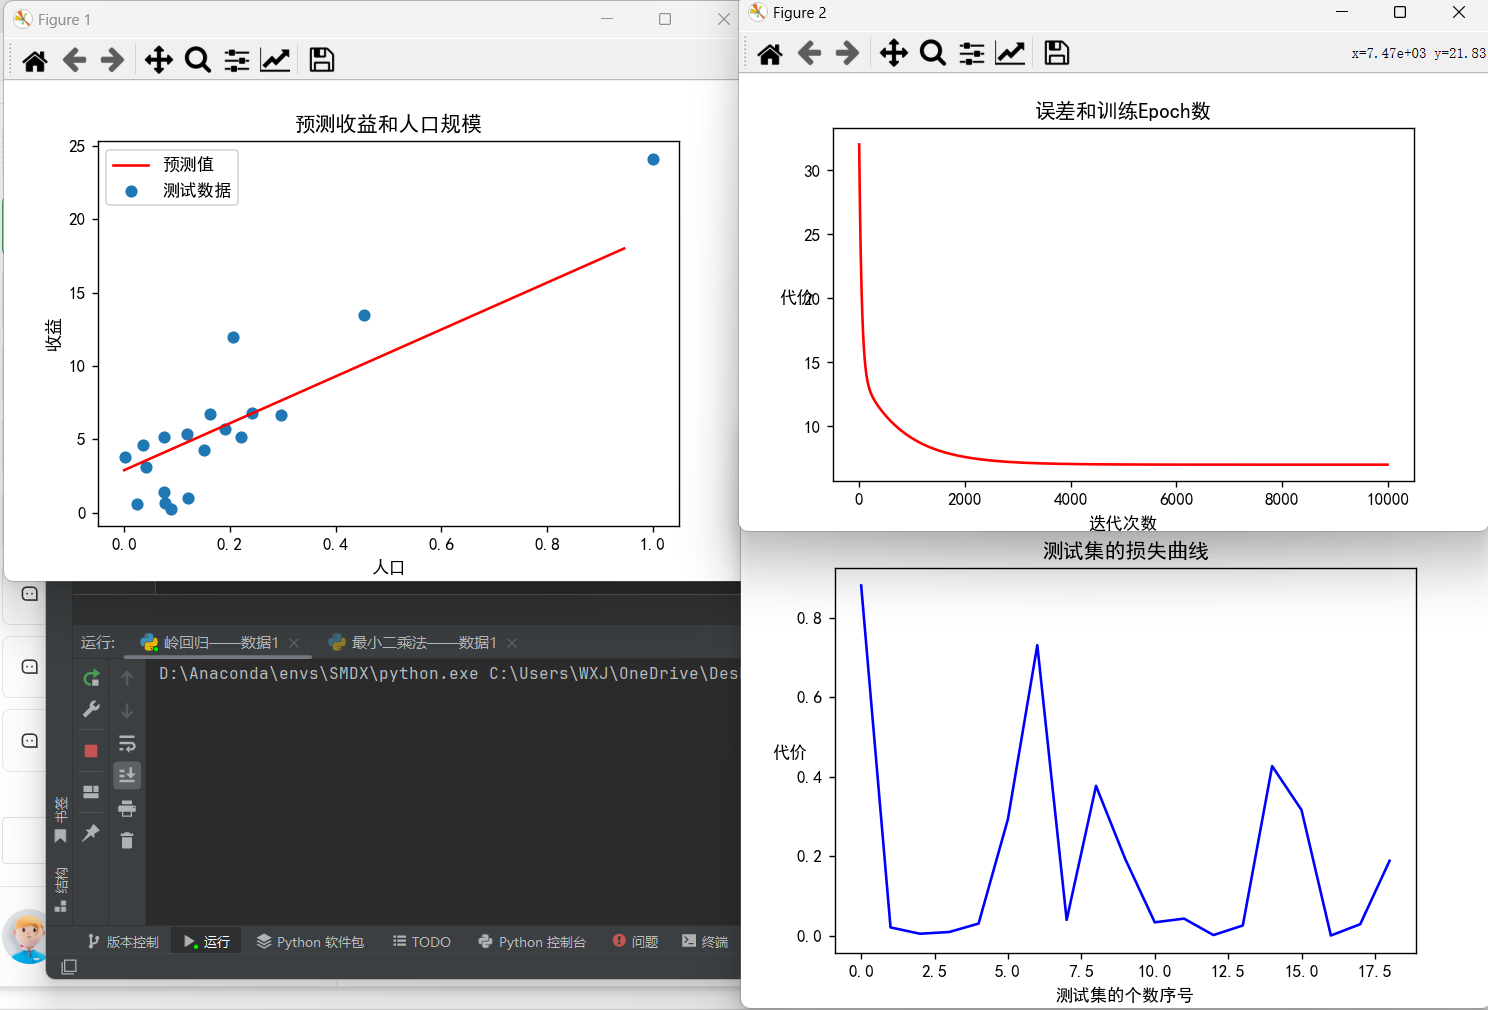 Figure 1
预测收益和人口规模
25
20
15
10
5
0
收益
预测值
测试数据
0.0 0.2 0.4 0.6 0.8 1.0
人口
Figure 2
x=7.47e+03 y=21.83
误差和训练Epoch数
30
25
20
15
10
代价
0 2000 4000 6000 8000 10000
迭代次数
测试集的损失曲线
0.8
0.6
0.4
0.2
0.0
代价
0.0 2.5 5.0 7.5 10.0 12.5 15.0 17.5
测试集的个数序号
运行: 岭回归——数据1 最小二乘法——数据1
D:\Anaconda\envs\SMDX\python.exe C:\Users\WXJ\OneDrive\Des
书签
结构
版本控制 运行 Python 软件包 TODO Python 控制台 问题 终端